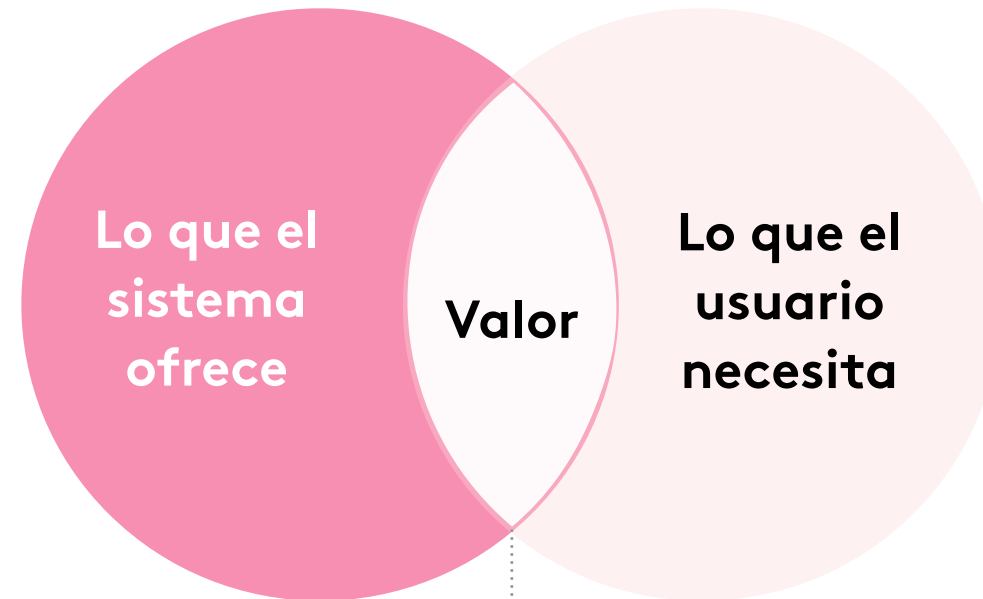 Lo que el
sistema
ofrece
Valor
Lo que el
usuario
necesita